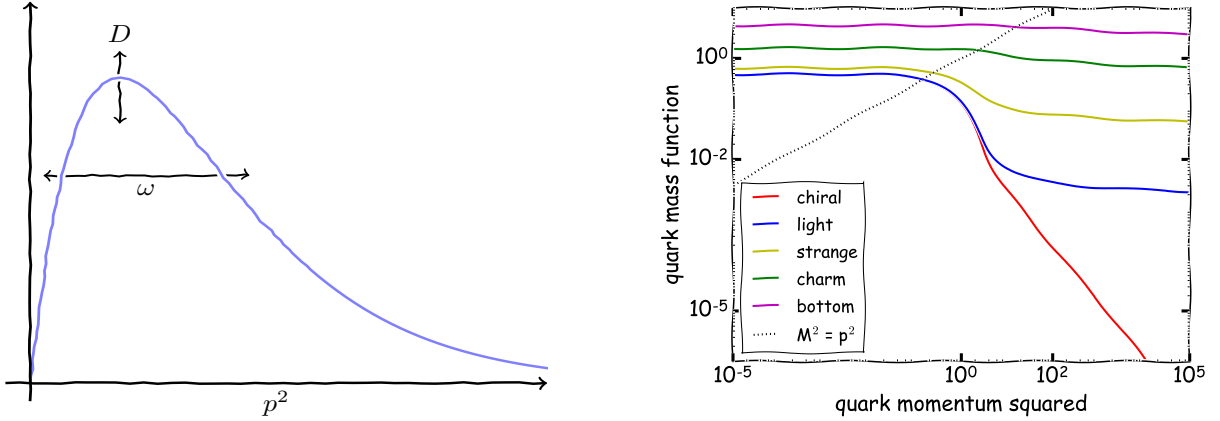 D
ω
p²
quark mass function
10⁰
10⁻²
10⁻⁵
chiral
light
strange
charm
bottom
M² = p²
10⁻⁵
10⁰
10²
10⁵
quark momentum squared